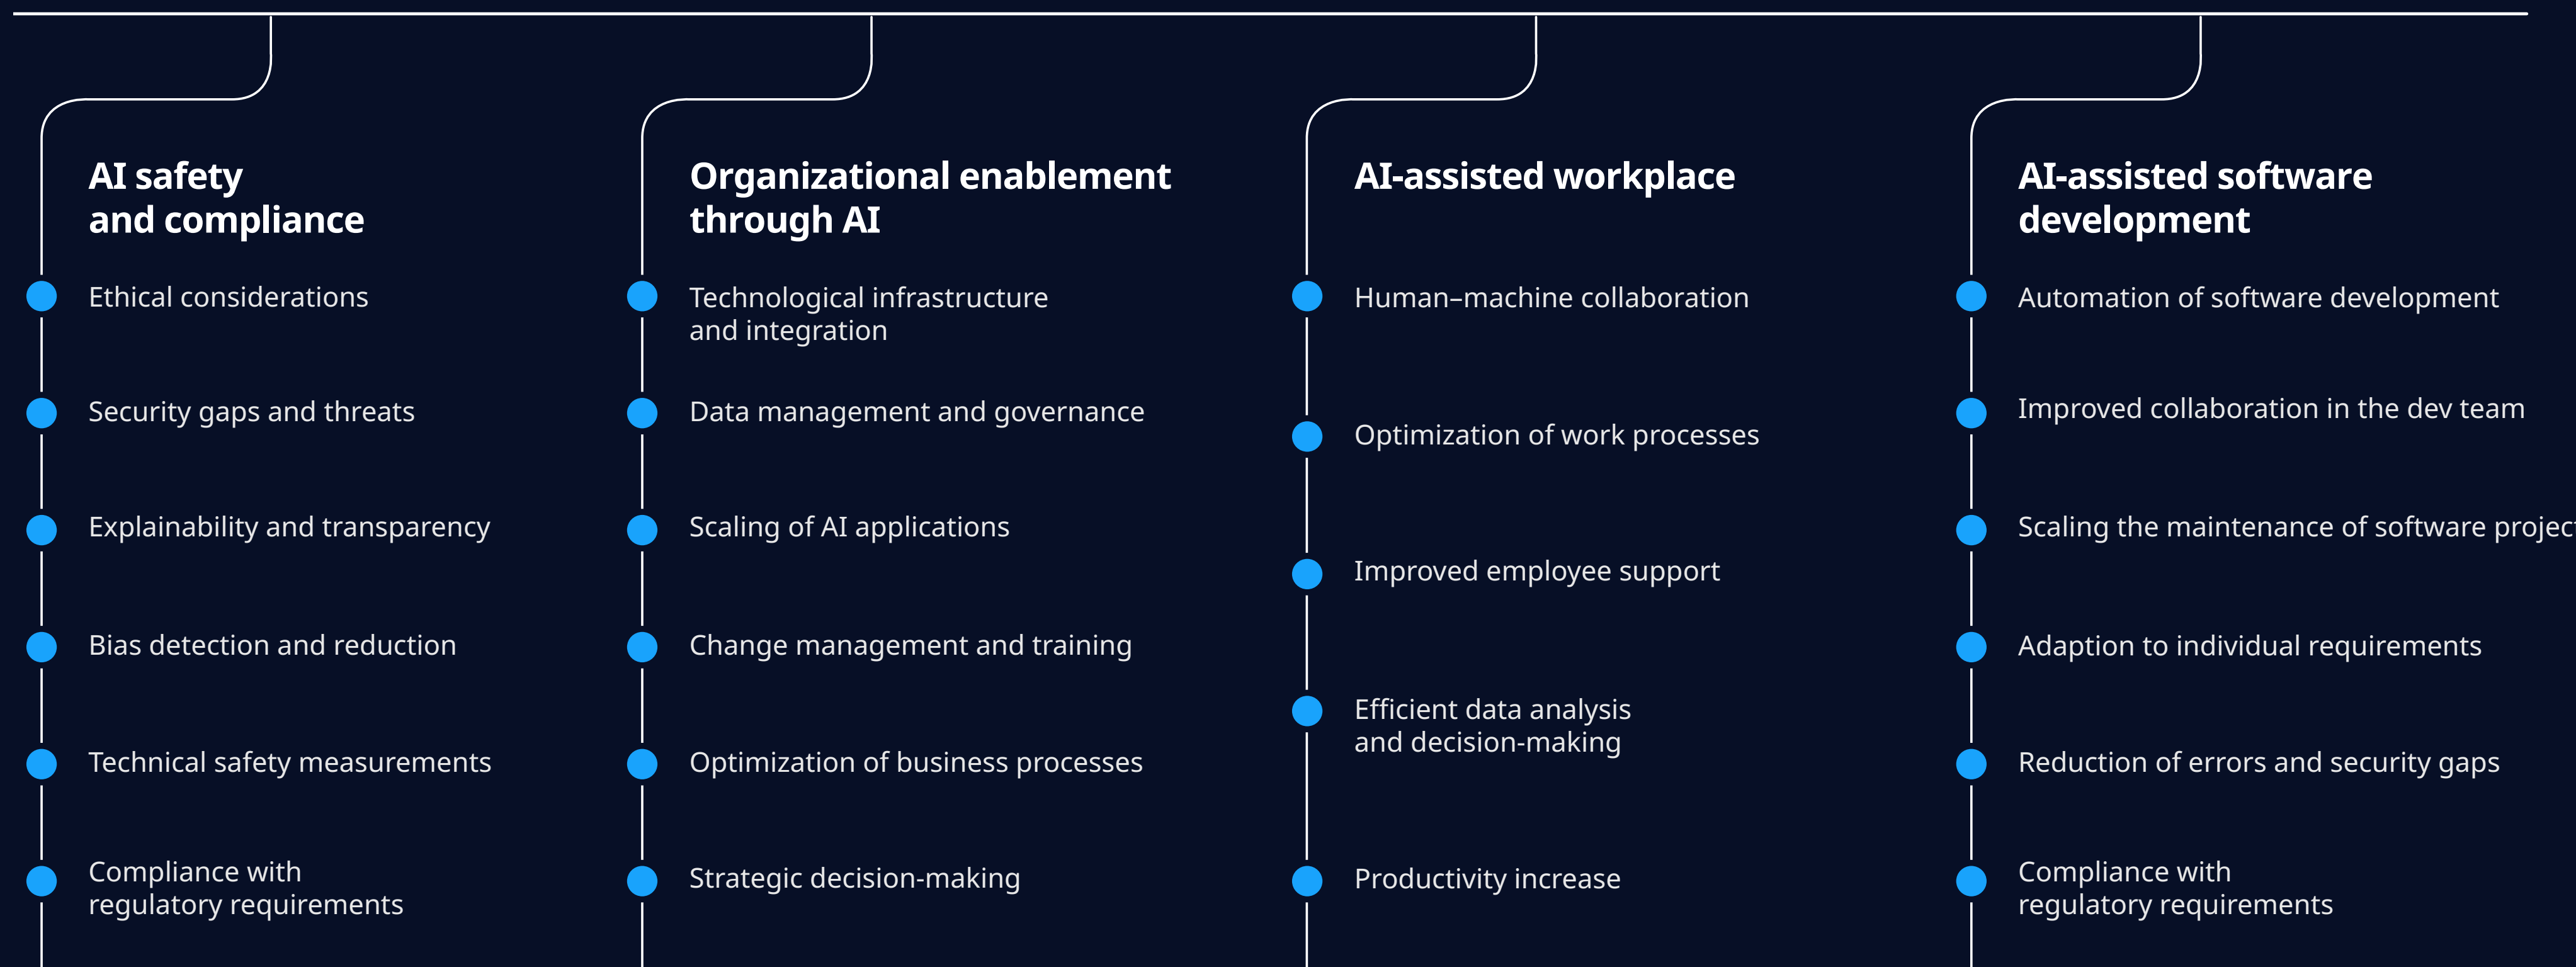 AI safety
and compliance
Ethical considerations
Security gaps and threats
Explainability and transparency
Bias detection and reduction
Technical safety measurements
Compliance with
regulatory requirements
Organizational enablement
through AI
Technological infrastructure
and integration
Data management and governance
Scaling of AI applications
Change management and training
Optimization of business processes
Strategic decision-making
AI-assisted workplace
Human–machine collaboration
Optimization of work processes
Improved employee support
Efficient data analysis
and decision-making
Productivity increase
AI-assisted software
development
Automation of software development
Improved collaboration in the dev team
Scaling the maintenance of software
Adaption to individual requirements
Reduction of errors and security gaps
Compliance with
regulatory requirements